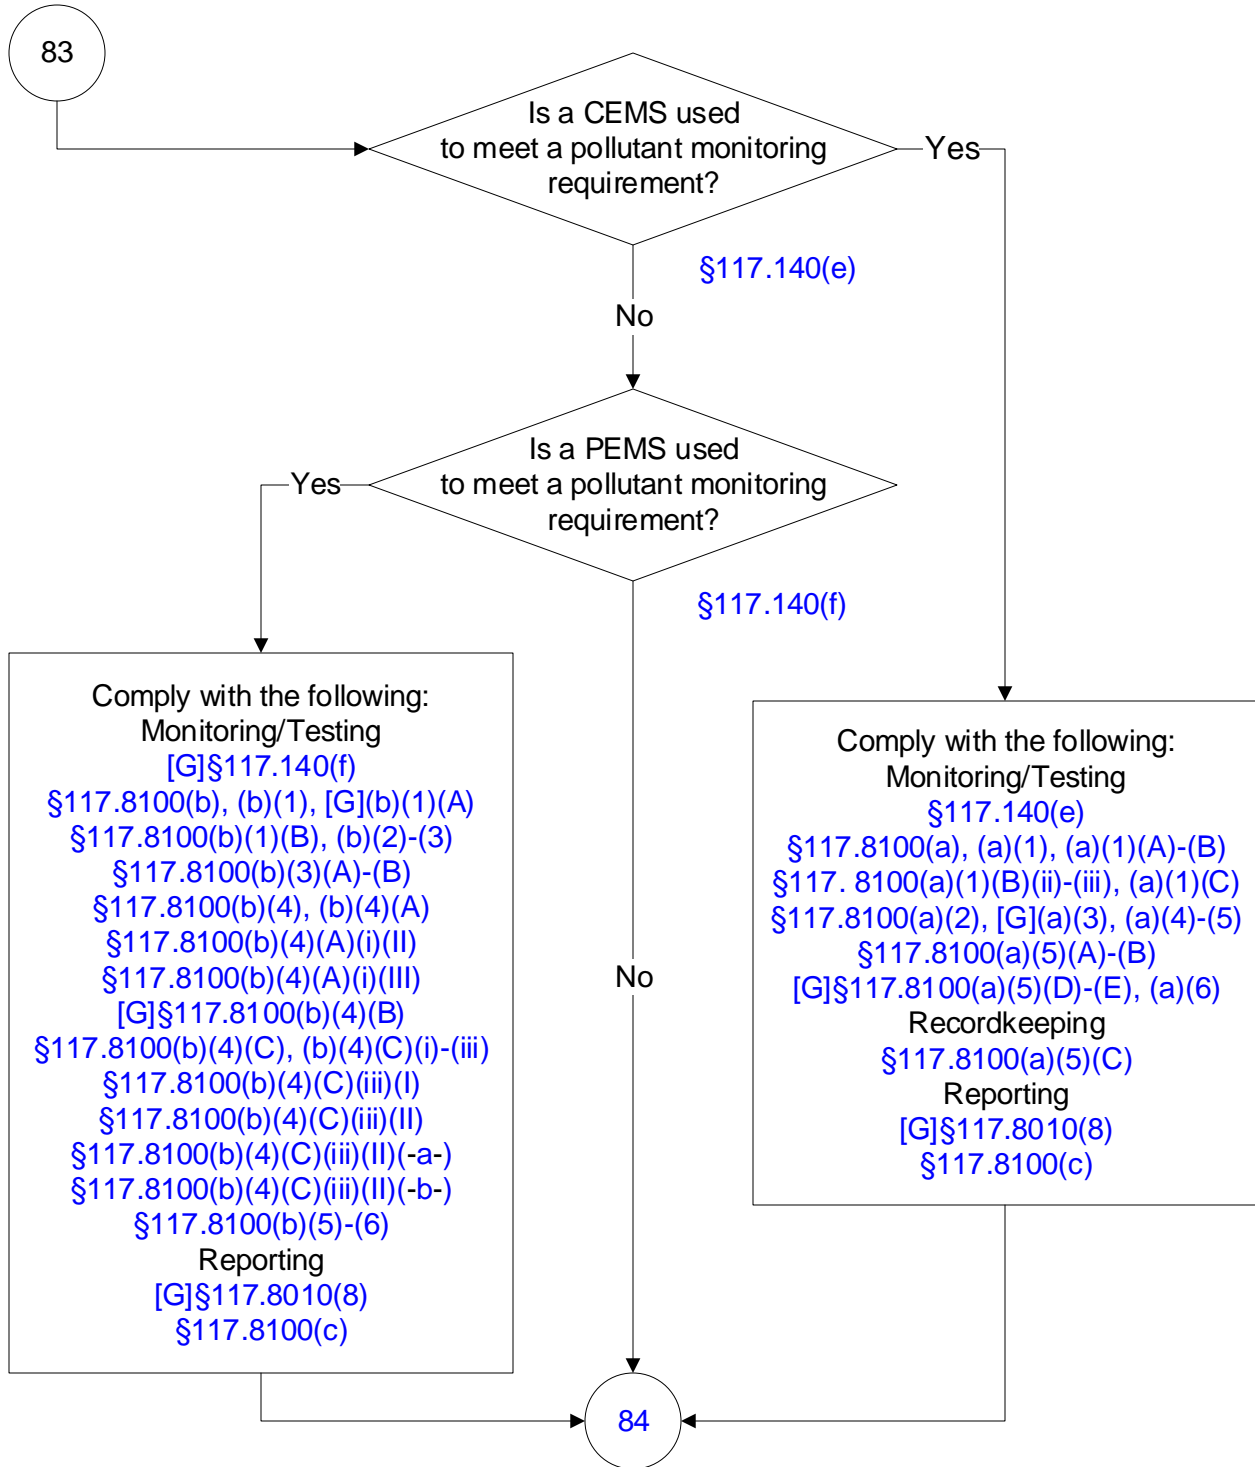 83
Is a CEMS used
to meet a pollutant monitoring
requirement?
Yes
§117.140(e)
No
Is a PEMS used
to meet a pollutant monitoring
requirement?
Yes
§117.140(f)
No
Comply with the following:
Monitoring/Testing
[G]§117.140(f)
§117.8100(b), (b)(1), [G](b)(1)(A)
§117.8100(b)(1)(B), (b)(2)-(3)
§117.8100(b)(3)(A)-(B)
§117.8100(b)(4), (b)(4)(A)
§117.8100(b)(4)(A)(i)(II)
§117.8100(b)(4)(A)(i)(III)
[G]§117.8100(b)(4)(B)
§117.8100(b)(4)(C), (b)(4)(C)(i)-(iii)
§117.8100(b)(4)(C)(iii)(I)
§117.8100(b)(4)(C)(iii)(II)
§117.8100(b)(4)(C)(iii)(II)(-a-)
§117.8100(b)(4)(C)(iii)(II)(-b-)
§117.8100(b)(5)-(6)
Reporting
[G]§117.8010(8)
§117.8100(c)
Comply with the following:
Monitoring/Testing
§117.140(e)
§117.8100(a), (a)(1), (a)(1)(A)-(B)
§117. 8100(a)(1)(B)(ii)-(iii), (a)(1)(C)
§117.8100(a)(2), [G](a)(3), (a)(4)-(5)
§117.8100(a)(5)(A)-(B)
[G]§117.8100(a)(5)(D)-(E), (a)(6)
Recordkeeping
§117.8100(a)(5)(C)
Reporting
[G]§117.8010(8)
§117.8100(c)
84